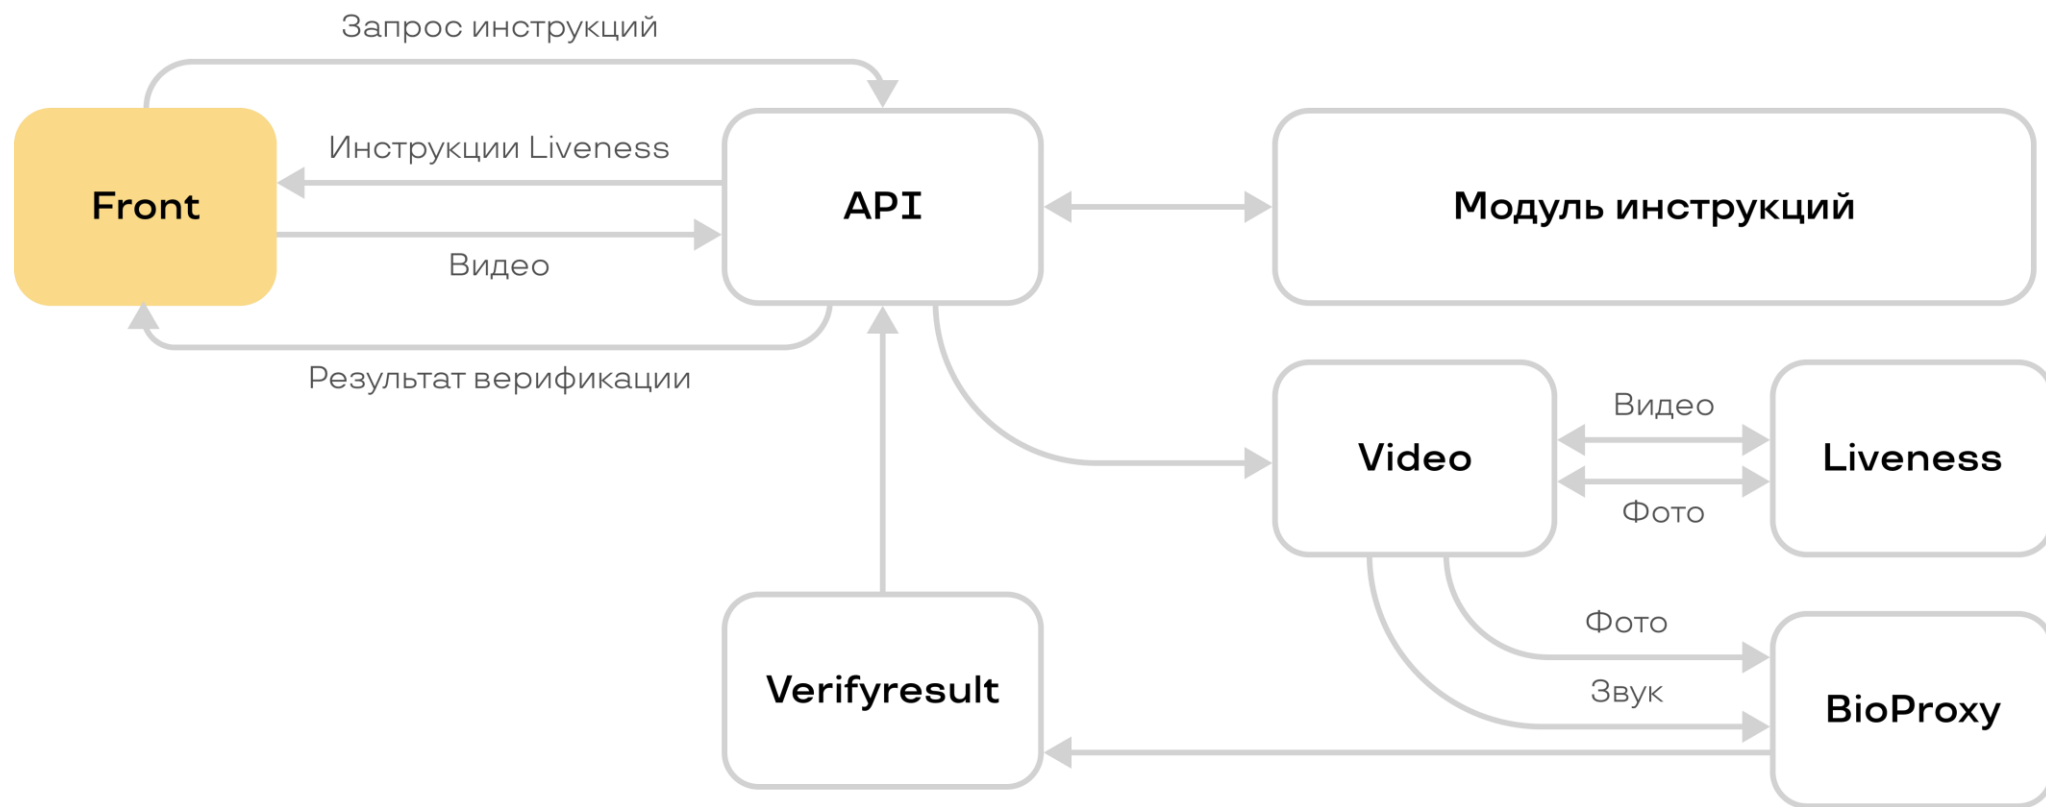 Запрос инструкций
Инструкции Liveness
Front
API
Модуль инструкций
Видео
Результат верификации
Видео
Video
Liveness
Фото
Фото
Verifyresult
Звук
BioProxy